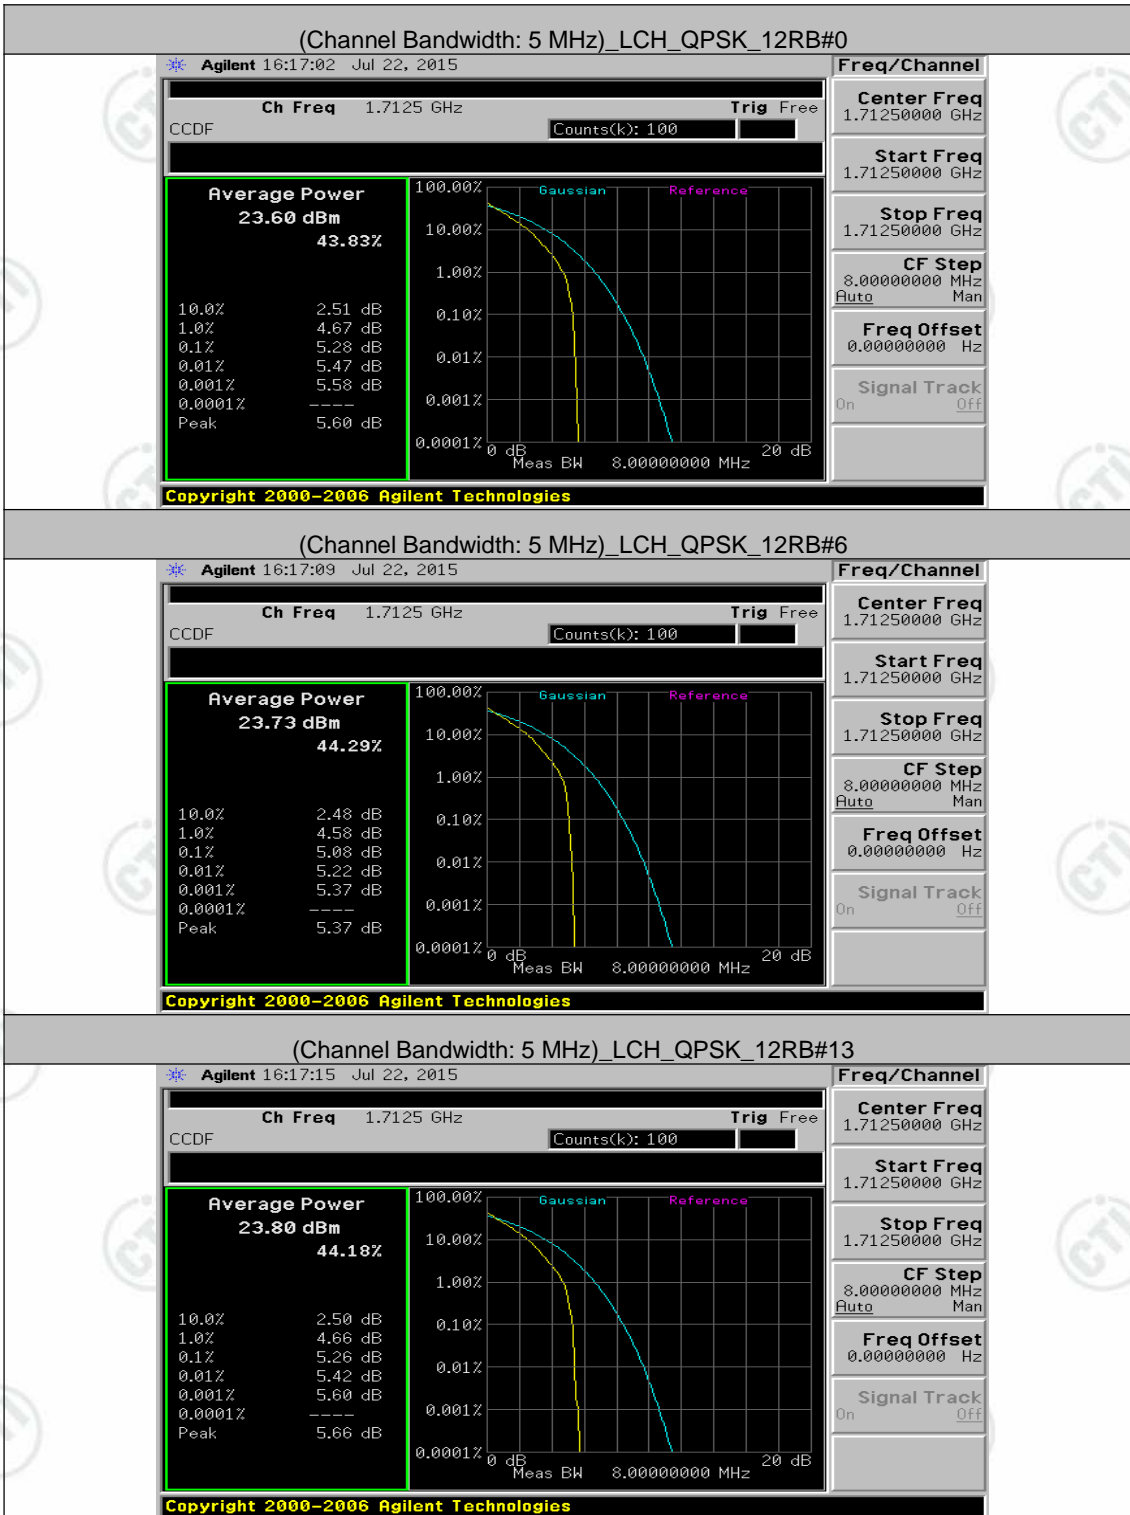 (Channel Bandwidth: 5 MHz)_LCH_QPSK_12RB#0
Agilent 16:17:02 Jul 22, 2015
Freq/Channel
Ch Freq 1.7125 GHz
Trig Free
CCDF
Counts(k): 100
Average Power
23.60 dBm
43.83%
10.0% 2.51 dB
1.0% 4.67 dB
0.1% 5.28 dB
0.01% 5.47 dB
0.001% 5.58 dB
0.0001% ----
Peak 5.60 dB
Gaussian
Reference
100.00%
10.00%
1.00%
0.10%
0.01%
0.001%
0.0001%
0 dB
20 dB
Meas BW 8.00000000 MHz
Center Freq
1.71250000 GHz
Start Freq
1.71250000 GHz
Stop Freq
1.71250000 GHz
CF Step
8.00000000 MHz
Auto Man
Freq Offset
0.00000000 Hz
Signal Track
On Off
Copyright 2000-2006 Agilent Technologies
(Channel Bandwidth: 5 MHz)_LCH_QPSK_12RB#6
Agilent 16:17:09 Jul 22, 2015
Freq/Channel
Ch Freq 1.7125 GHz
Trig Free
CCDF
Counts(k): 100
Average Power
23.73 dBm
44.29%
10.0% 2.48 dB
1.0% 4.58 dB
0.1% 5.08 dB
0.01% 5.22 dB
0.001% 5.37 dB
0.0001% ----
Peak 5.37 dB
Gaussian
Reference
100.00%
10.00%
1.00%
0.10%
0.01%
0.001%
0.0001%
0 dB
20 dB
Meas BW 8.00000000 MHz
Center Freq
1.71250000 GHz
Start Freq
1.71250000 GHz
Stop Freq
1.71250000 GHz
CF Step
8.00000000 MHz
Auto Man
Freq Offset
0.00000000 Hz
Signal Track
On Off
Copyright 2000-2006 Agilent Technologies
(Channel Bandwidth: 5 MHz)_LCH_QPSK_12RB#13
Agilent 16:17:15 Jul 22, 2015
Freq/Channel
Ch Freq 1.7125 GHz
Trig Free
CCDF
Counts(k): 100
Average Power
23.80 dBm
44.18%
10.0% 2.50 dB
1.0% 4.66 dB
0.1% 5.26 dB
0.01% 5.42 dB
0.001% 5.60 dB
0.0001% ----
Peak 5.66 dB
Gaussian
Reference
100.00%
10.00%
1.00%
0.10%
0.01%
0.001%
0.0001%
0 dB
20 dB
Meas BW 8.00000000 MHz
Center Freq
1.71250000 GHz
Start Freq
1.71250000 GHz
Stop Freq
1.71250000 GHz
CF Step
8.00000000 MHz
Auto Man
Freq Offset
0.00000000 Hz
Signal Track
On Off
Copyright 2000-2006 Agilent Technologies
CTI
CTI
CTI
CTI
CTI
CTI
CTI
CTI